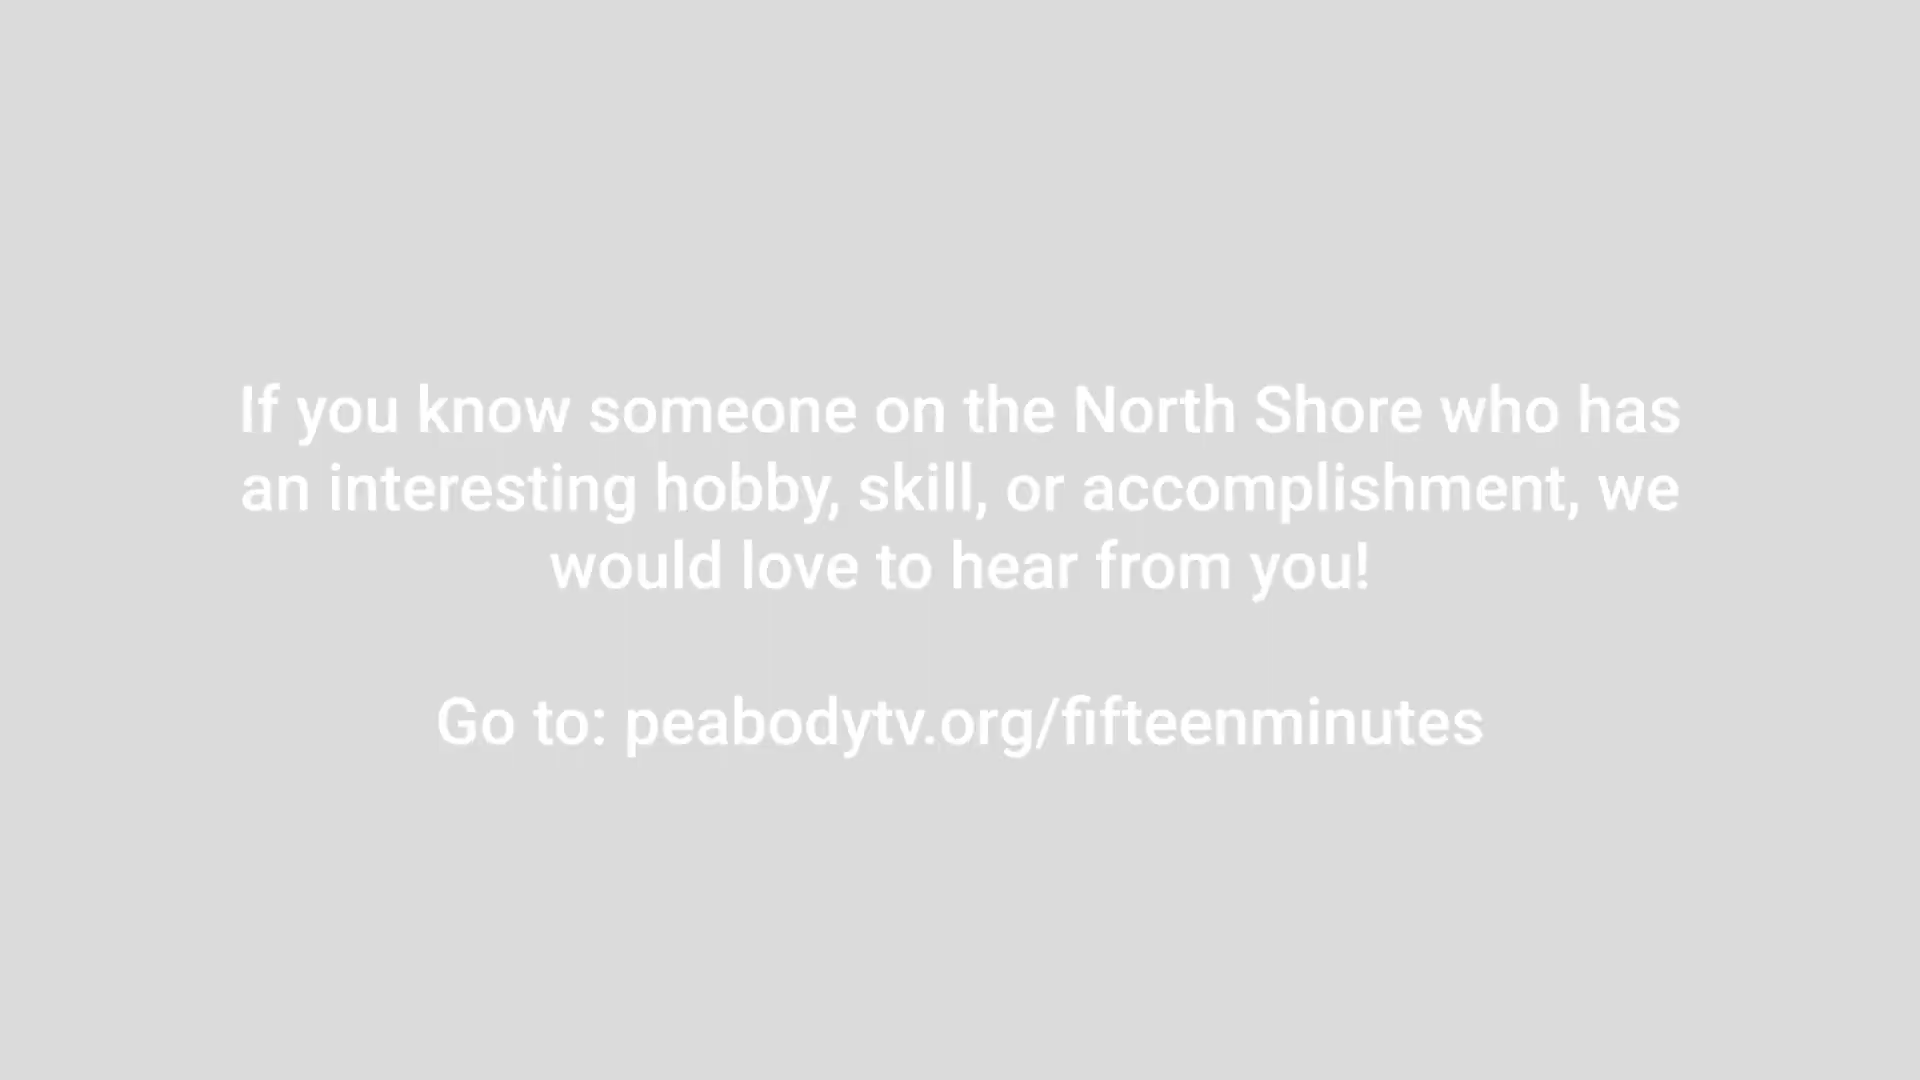 If you know someone on the North Shore who has
an interesting hobby, skill, or accomplishment, we
would love to hear from you!
Go to: peabodytv.org/fifteenminutes